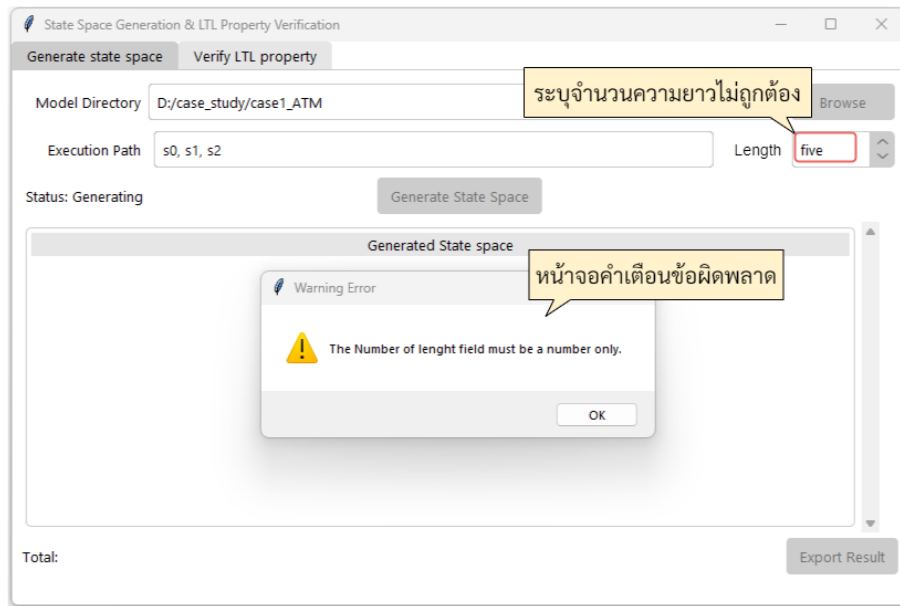 State Space Generation & LTL Property Verification
Generate state space Verify LTL property
ระบุจำนวนความยาวไม่ถูกต้อง
Model Directory D:/case_study/case1_ATM Browse
Execution Path s0, s1, s2 Length five
Status: Generating Generate State Space
Generated State space
หน้าจอคำเตือนข้อผิดพลาด
Warning Error
The Number of lenght field must be a number only.
OK
Total: Export Result